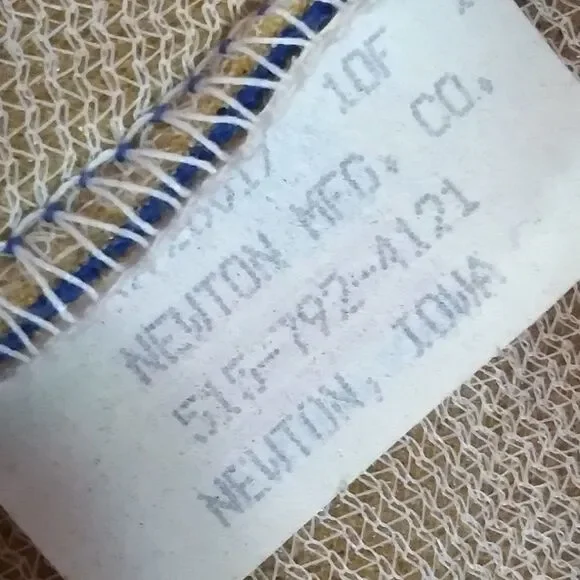 10F
NEWTON MFG. CO.
515-792-4121
NEWTON, IOWA